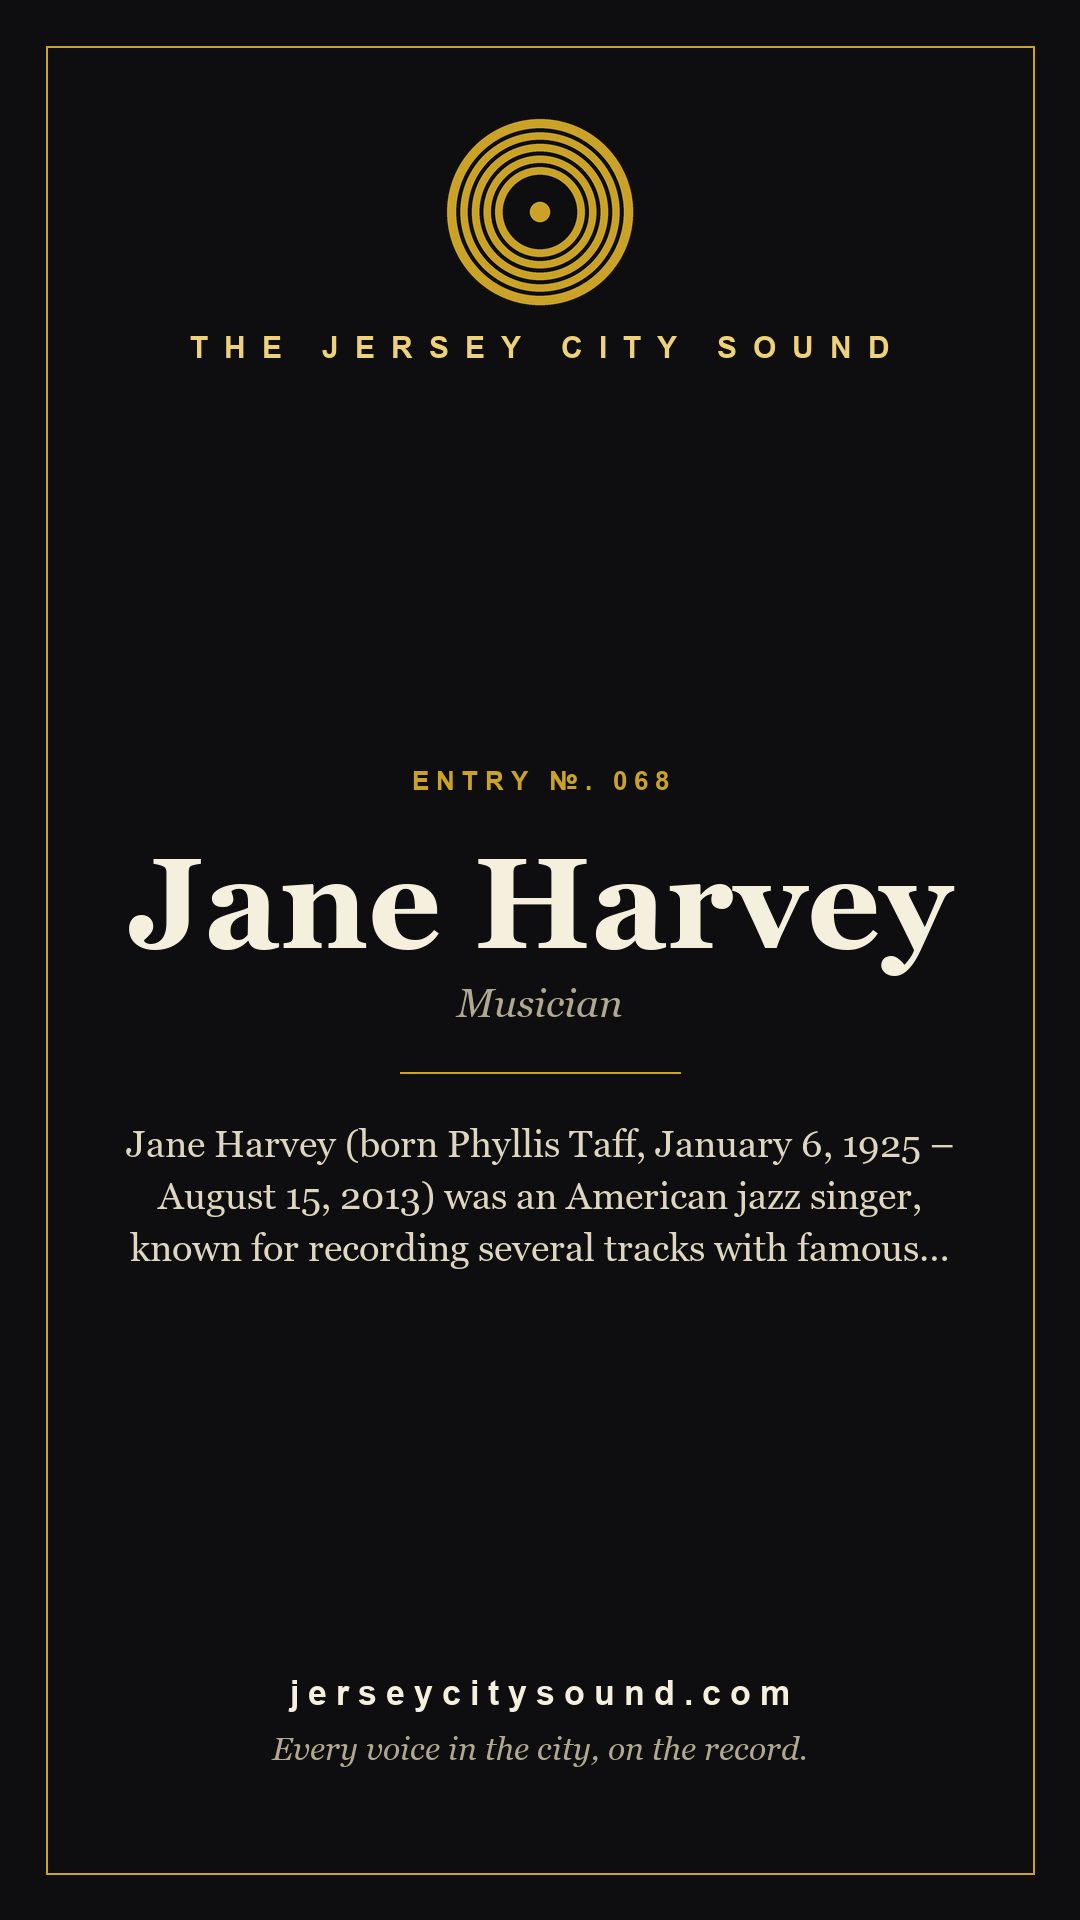 THE JERSEY CITY SOUND
ENTRY №. 068
Jane Harvey
Musician
Jane Harvey (born Phyllis Taff, January 6, 1925 –
August 15, 2013) was an American jazz singer,
known for recording several tracks with famous…
jerseycitysound.com
Every voice in the city, on the record.